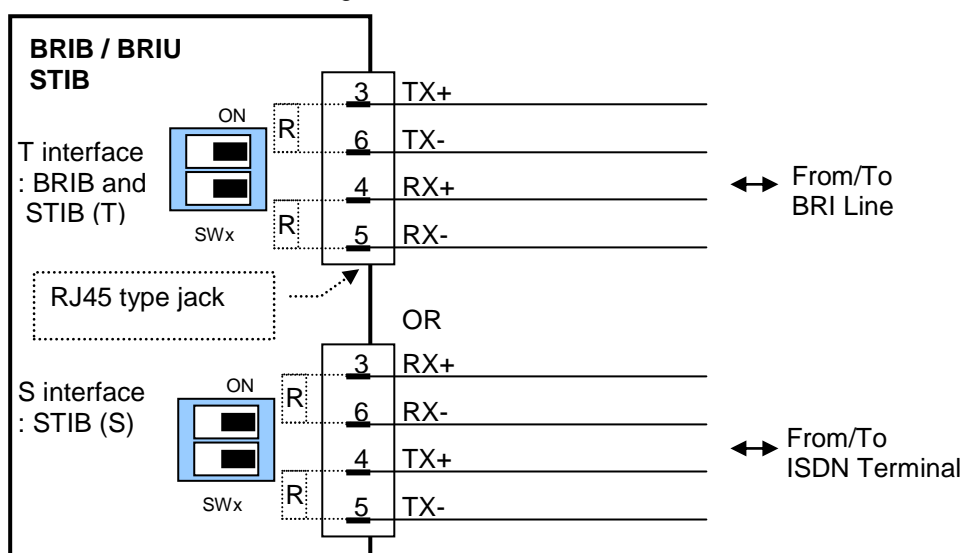 BRIB / BRIU
STIB
ON
T interface
: BRIB and
STIB (T)
SWx
R
R
3 TX+
6 TX-
4 RX+
5 RX-
From/To
BRI Line
RJ45 type jack
OR
S interface
: STIB (S)
ON
SWx
R
R
3 RX+
6 RX-
4 TX+
5 TX-
From/To
ISDN Terminal